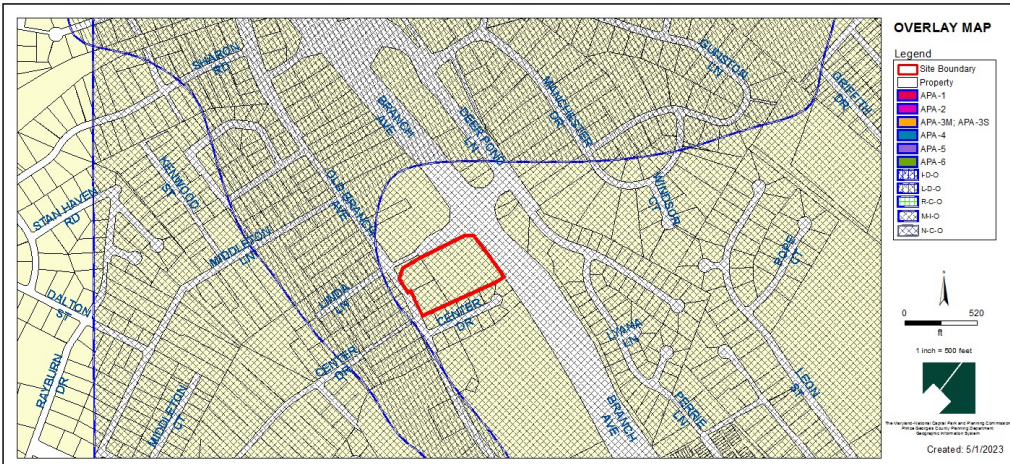 OVERLAY MAP
Legend
Site Boundary
Property
APA-1
APA-2
APA-3M; APA-3S
APA-4
APA-5
APA-6
I-D-O
L-D-O
R-C-O
M-I-O
N-C-O
0 520
ft
1 inch = 500 feet
The Maryland-National Capital Park and Planning Commission
Prince Georges County Planning Department
Geographic Information System
Created: 5/1/2023
SHARON
RD
BRANCH
AVE
DEER POND
LN
MANCHESTER
DR
GUNSTON
LN
GRIFFITH
DR
KENWOOD
ST
STAN HAVEN
RD
MIDDLETON
LN
OLD BRANCH
AVE
WINDSOR
CT
ROPE
CT
LINDA
LN
DALTON
ST
CENTER
DR
CENTER
DR
LYANA
LN
RAYBURN
DR
MIDDLETON
CT
BRANCH
AVE
PERRIE
LN
LEON
ST